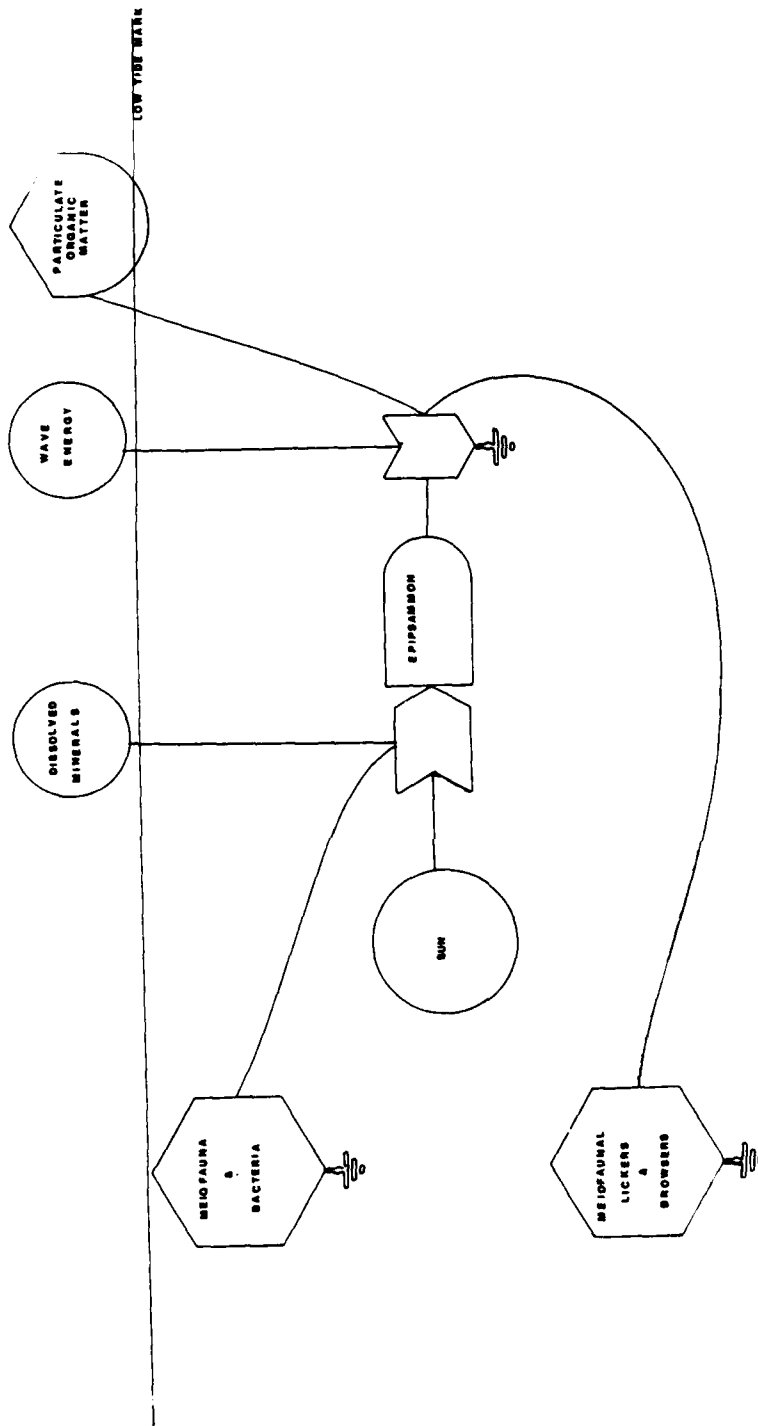 DISSOLVED
MINERALS
WAVE
ENERGY
PARTICULATE
ORGANIC
MATTER
LOW TIDE MARK
MEIOFAUNA
&
BACTERIA
SUN
EPIPSAMMON
MEIOFAUNAL
LICKERS
&
BROWSERS